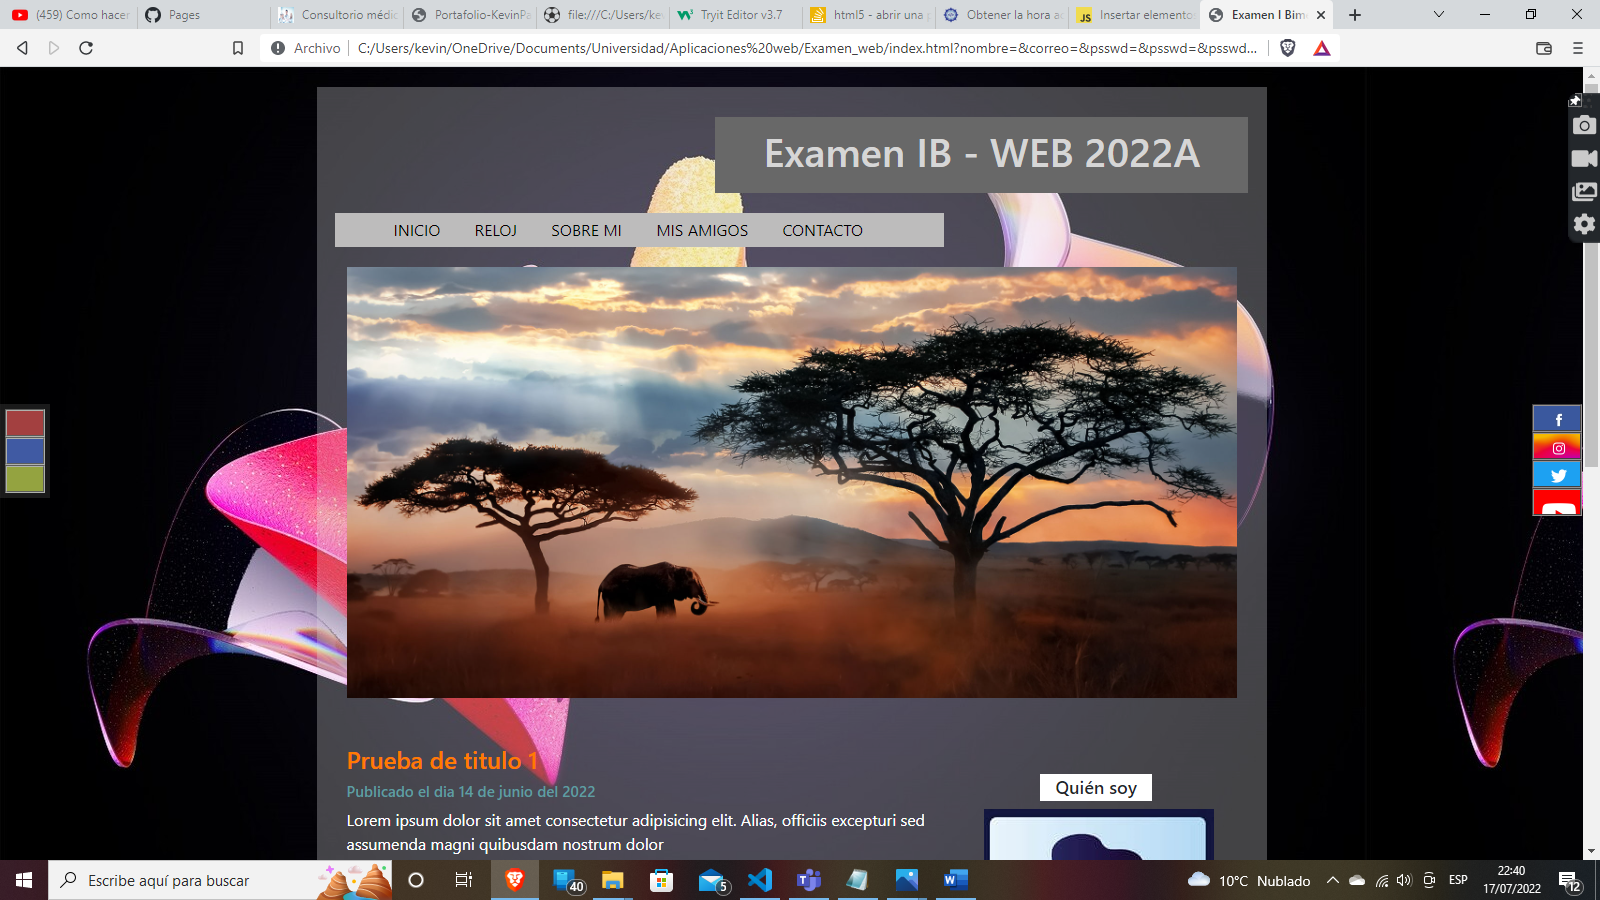 (459) Como hacer
Pages
Consultorio médic
Portafolio-KevinPa
file:///C:/Users/kev
Tryit Editor v3.7
html5 - abrir una p
Obtener la hora ac
Insertar elemento
Examen I Bime
Archivo
C:/Users/kevin/OneDrive/Documents/Universidad/Aplicaciones%20web/Examen_web/index.html?nombre=&correo=&psswd=&psswd=&psswd...
Examen IB - WEB 2022A
INICIO RELOJ SOBRE MI MIS AMIGOS CONTACTO
Prueba de titulo 1
Publicado el dia 14 de junio del 2022
Lorem ipsum dolor sit amet consectetur adipisicing elit. Alias, officiis excepturi sed
assumenda magni quibusdam nostrum dolor
Quién soy
Escribe aquí para buscar
40
5
10°C Nublado
ESP
22:40
17/07/2022
12